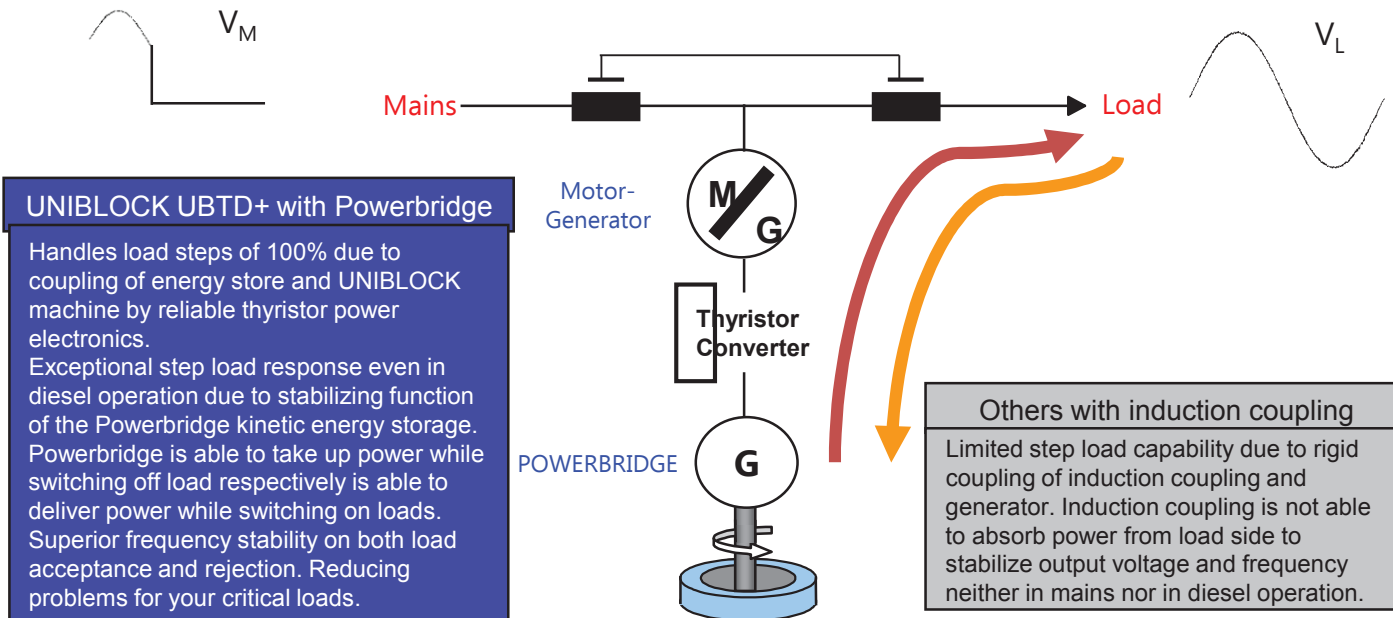 V_M
V_L
Mains
Load
Motor-
Generator
M
G
Thyristor
Converter
POWERBRIDGE
G
UNIBLOCK UBTD+ with Powerbridge
Handles load steps of 100% due to
coupling of energy store and UNIBLOCK
machine by reliable thyristor power
electronics.
Exceptional step load response even in
diesel operation due to stabilizing function
of the Powerbridge kinetic energy storage.
Powerbridge is able to take up power while
switching off load respectively is able to
deliver power while switching on loads.
Superior frequency stability on both load
acceptance and rejection. Reducing
problems for your critical loads.
Others with induction coupling
Limited step load capability due to rigid
coupling of induction coupling and
generator. Induction coupling is not able
to absorb power from load side to
stabilize output voltage and frequency
neither in mains nor in diesel operation.